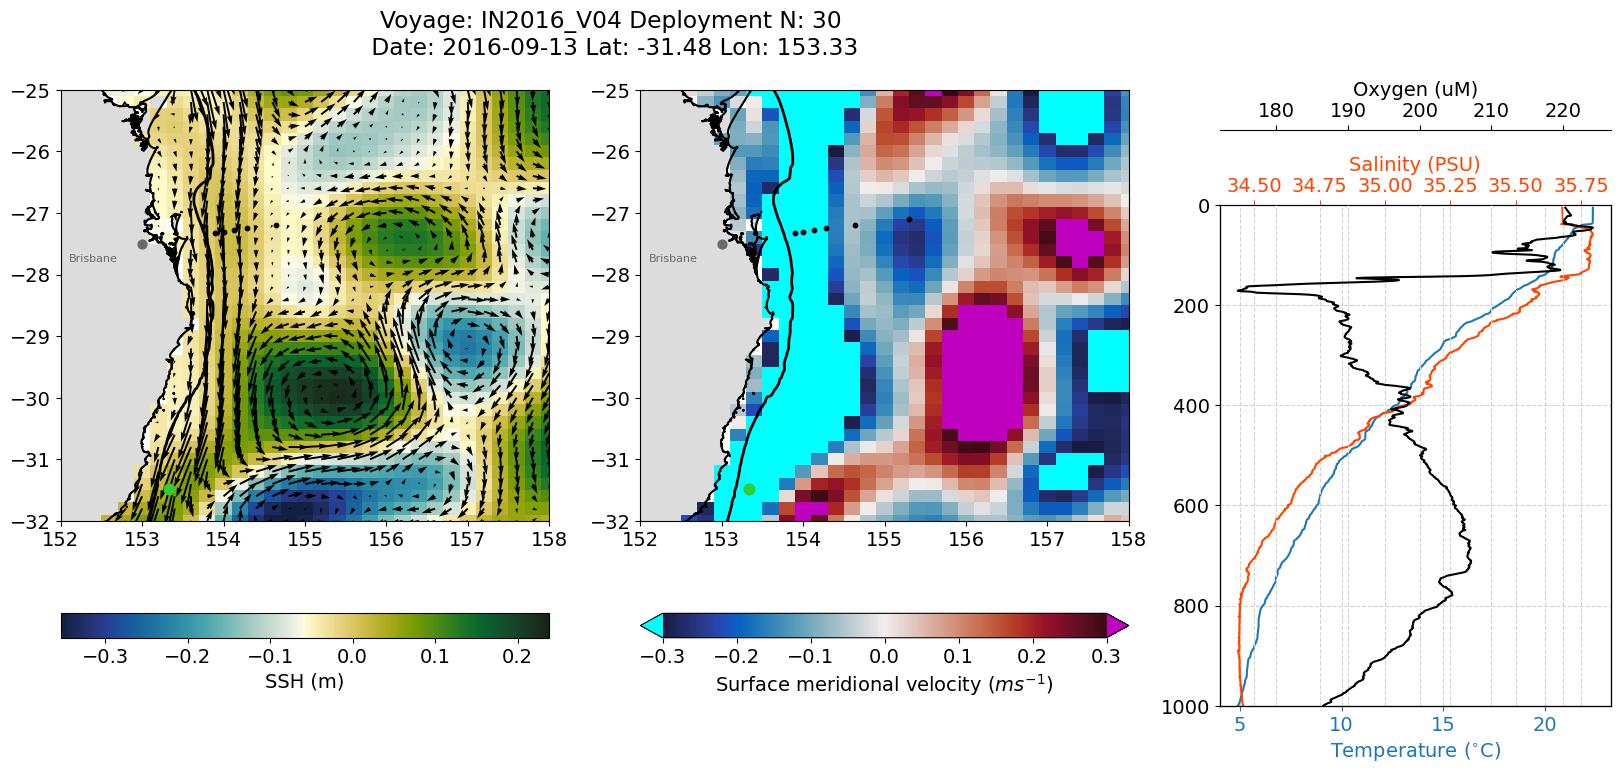 Voyage: IN2016_V04 Deployment N: 30
Date: 2016-09-13 Lat: -31.48 Lon: 153.33
−25
−26
−27
−28
−29
−30
−31
−32
152 153 154 155 156 157 158
Brisbane
−0.3 −0.2 −0.1 0.0 0.1 0.2
SSH (m)
−25
−26
−27
−28
−29
−30
−31
−32
152 153 154 155 156 157 158
Brisbane
−0.3 −0.2 −0.1 0.0 0.1 0.2 0.3
Surface meridional velocity (ms⁻¹)
Oxygen (uM)
180 190 200 210 220
Salinity (PSU)
34.50 34.75 35.00 35.25 35.50 35.75
0
200
400
600
800
1000
5 10 15 20
Temperature (°C)